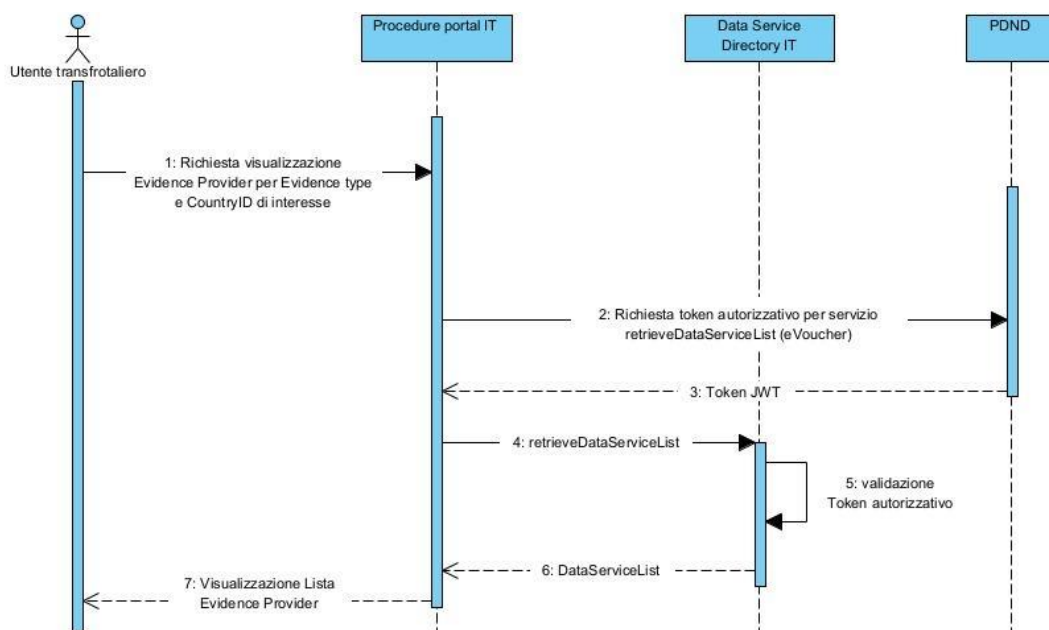 Procedure portal IT
Data Service
Directory IT
PDND
Utente transfrotaliero
1: Richiesta visualizzazione
Evidence Provider per Evidence type
e CountryID di interesse
2: Richiesta token autorizzativo per servizio
retrieveDataServiceList (eVoucher)
3: Token JWT
4: retrieveDataServiceList
5: validazione
Token autorizzativo
6: DataServiceList
7: Visualizzazione Lista
Evidence Provider